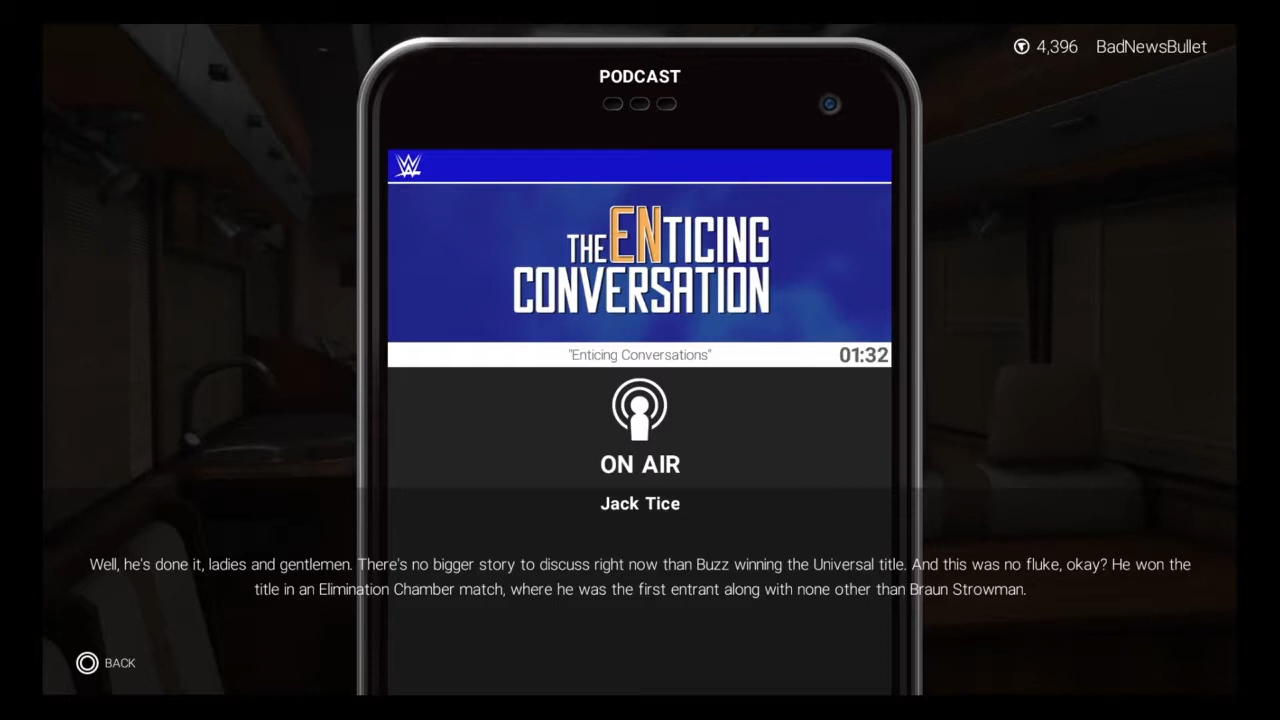 4,396 BadNewsBullet
PODCAST
W
THE ENTICING
CONVERSATION
"Enticing Conversations" 01:32
ON AIR
Jack Tice
Well, he's done it, ladies and gentlemen. There's no bigger story to discuss right now than Buzz winning the Universal title. And this was no fluke, okay? He won the
title in an Elimination Chamber match, where he was the first entrant along with none other than Braun Strowman.
BACK